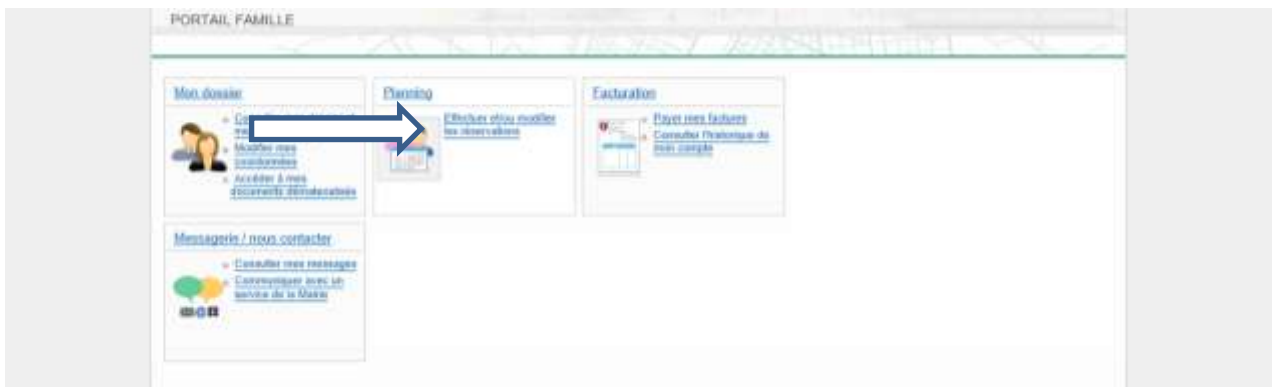 PORTAIL FAMILLE
Mon dossier
Modifier mes
coordonnées
Accéder à mes
documents dématérialisés
Planning
Effectuer et/ou modifier
les réservations
Facturation
Payer mes factures
Consulter l'historique de
mon compte
Messagerie / nous contacter
Consulter mes messages
Communiquer avec un
service de la Mairie